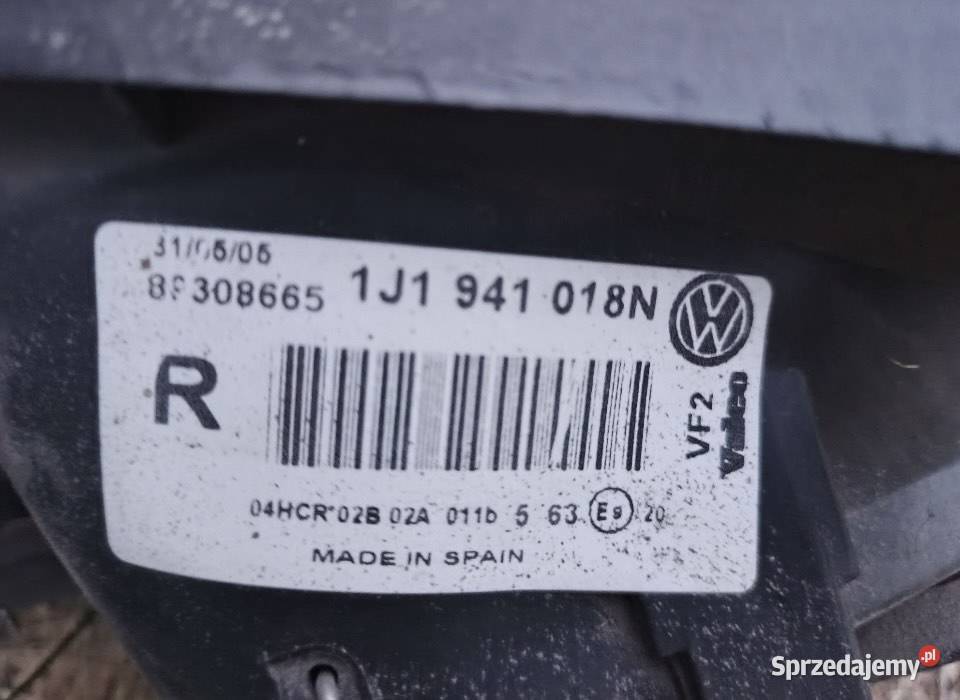 31/05/05
89308665 1J1 941 018N
R
VF2
Valeo
04HCR 02B 02A 011b 5 63 E9 20
MADE IN SPAIN
Sprzedajemy.pl